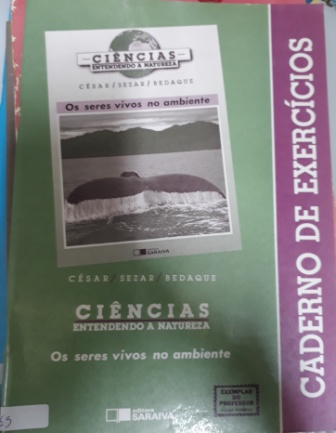 CIÊNCIAS
ENTENDENDO A NATUREZA
CÉSAR / SEZAR / BEDAQUE
Os seres vivos no ambiente
editora
SARAIVA
CÉSAR / SEZAR / BEDAQUE
CIÊNCIAS
ENTENDENDO A NATUREZA
Os seres vivos no ambiente
editora
SARAIVA
EXEMPLAR
DO
PROFESSOR
CADERNO DE EXERCÍCIOS